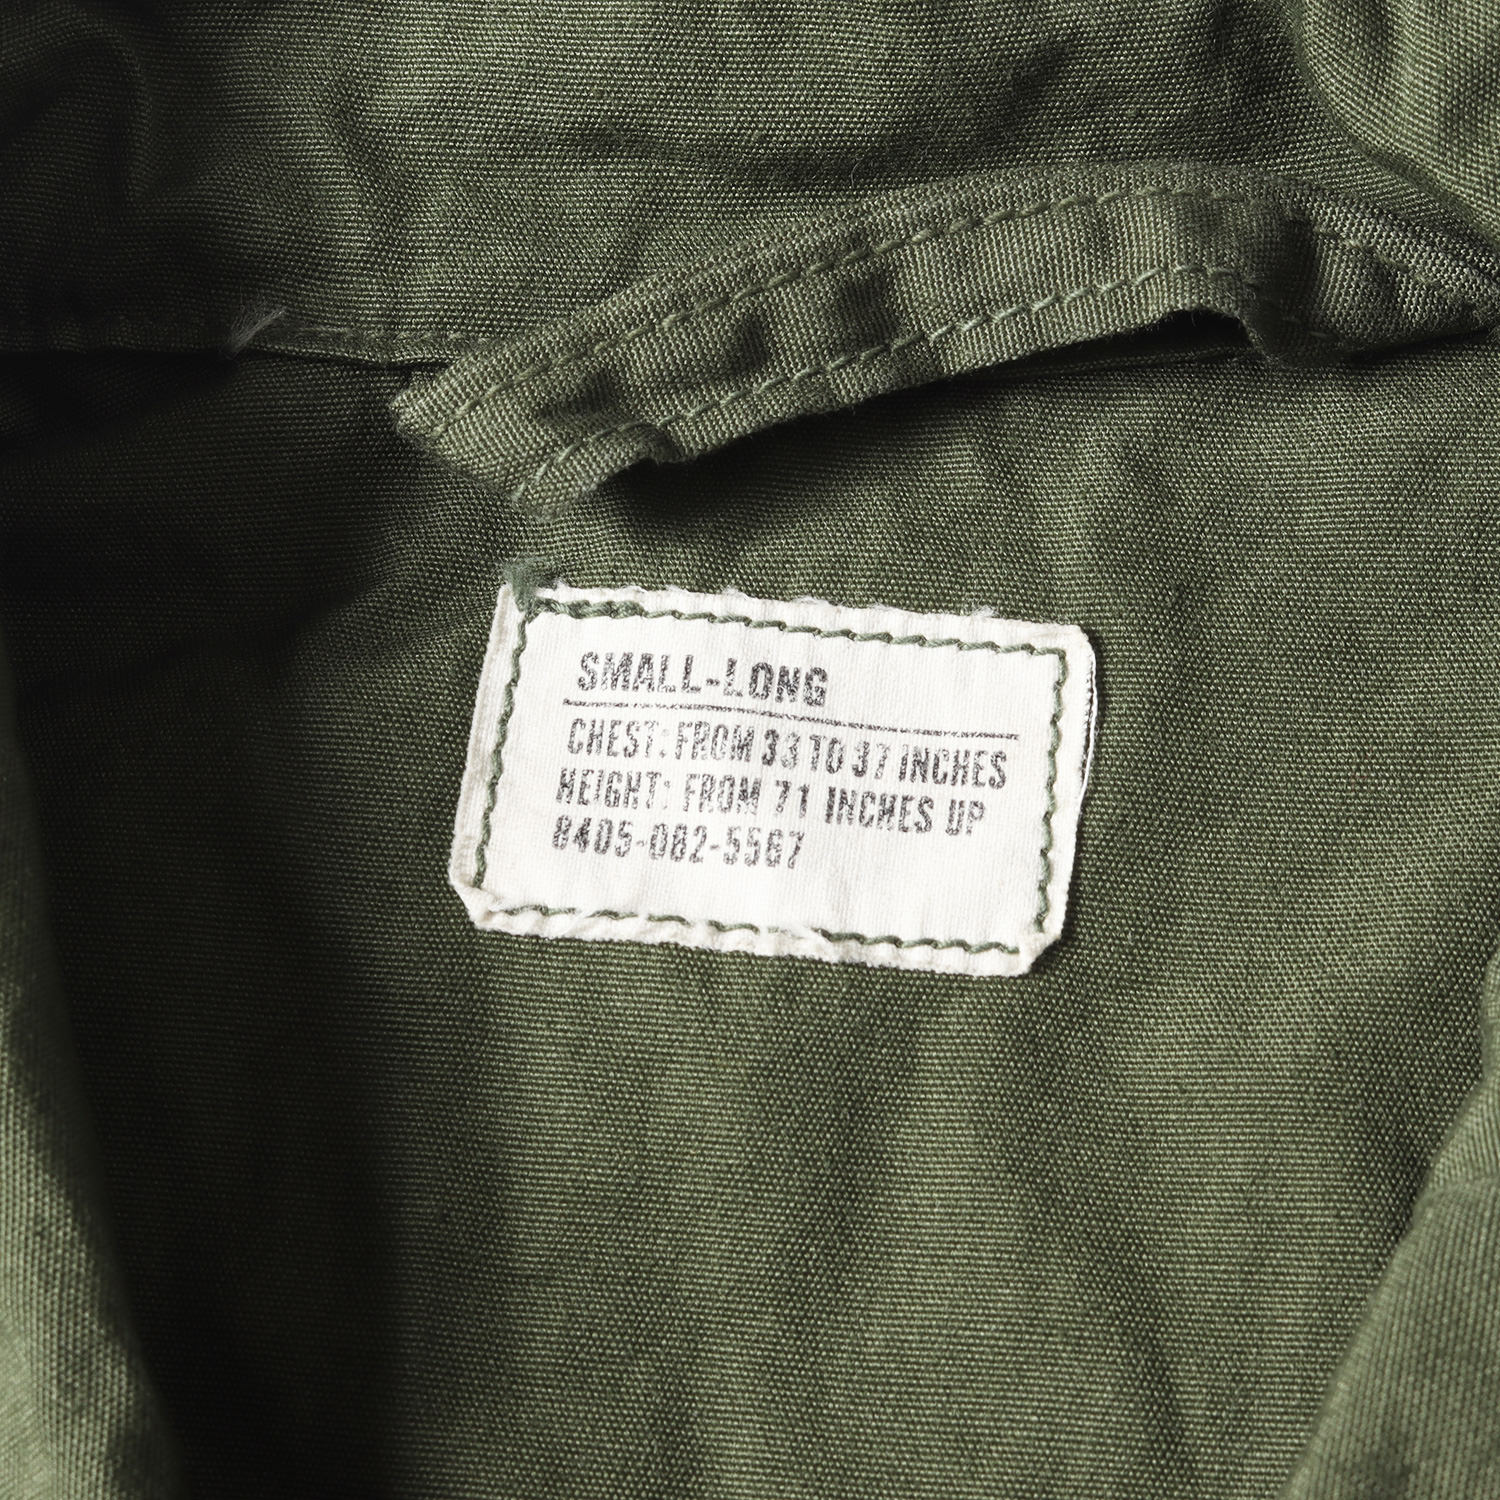 SMALL-LONG
CHEST: FROM 33 TO 37 INCHES
HEIGHT: FROM 71 INCHES UP
8405-082-5567